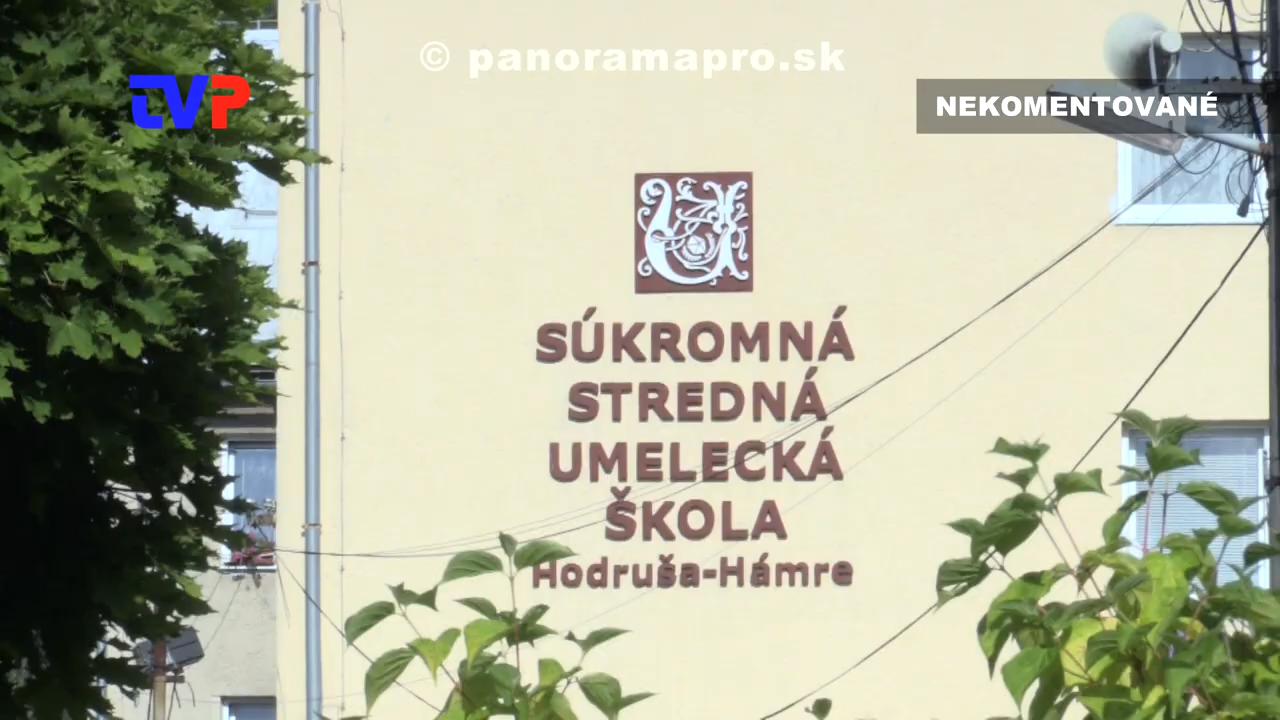 © panoramapro.sk
TVP
NEKOMENTOVANÉ
SÚKROMNÁ
STREDNÁ
UMELECKÁ
ŠKOLA
Hodruša-Hámre